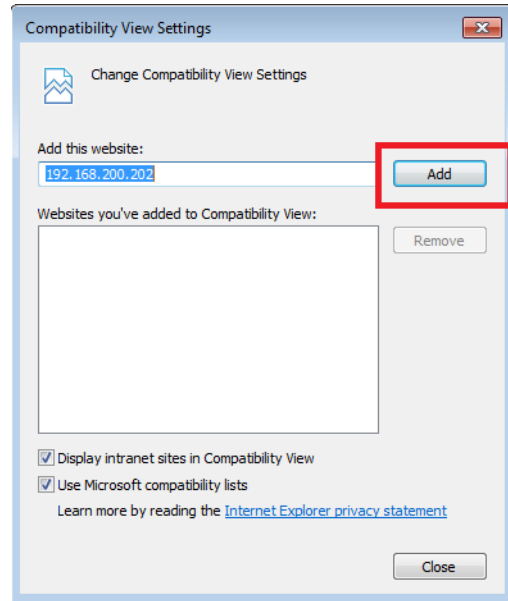 Compatibility View Settings
Change Compatibility View Settings
Add this website:
192.168.200.202
Add
Websites you've added to Compatibility View:
Remove
Display intranet sites in Compatibility View
Use Microsoft compatibility lists
Learn more by reading the Internet Explorer privacy statement
Close